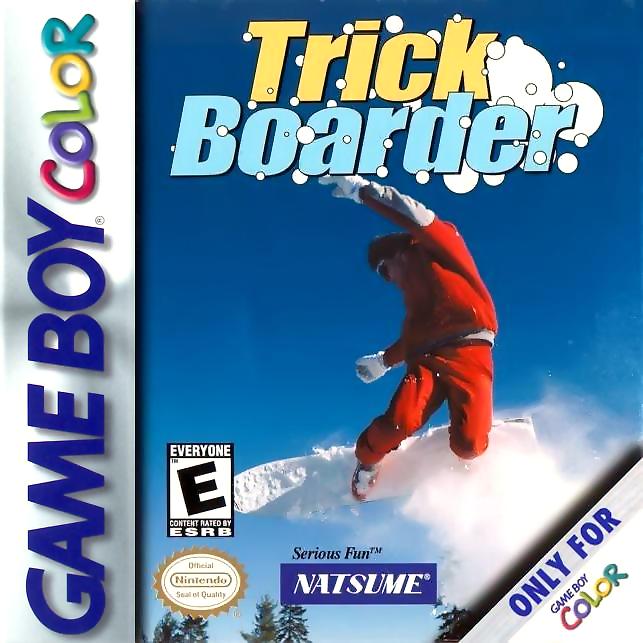 GAME BOY® COLOR
Trick
Boarder
EVERYONE
TM
E
CONTENT RATED BY
ESRB
Official
Nintendo
Seal of Quality
®
Serious Fun™
NATSUME®
ONLY FOR
GAME BOY
COLOR